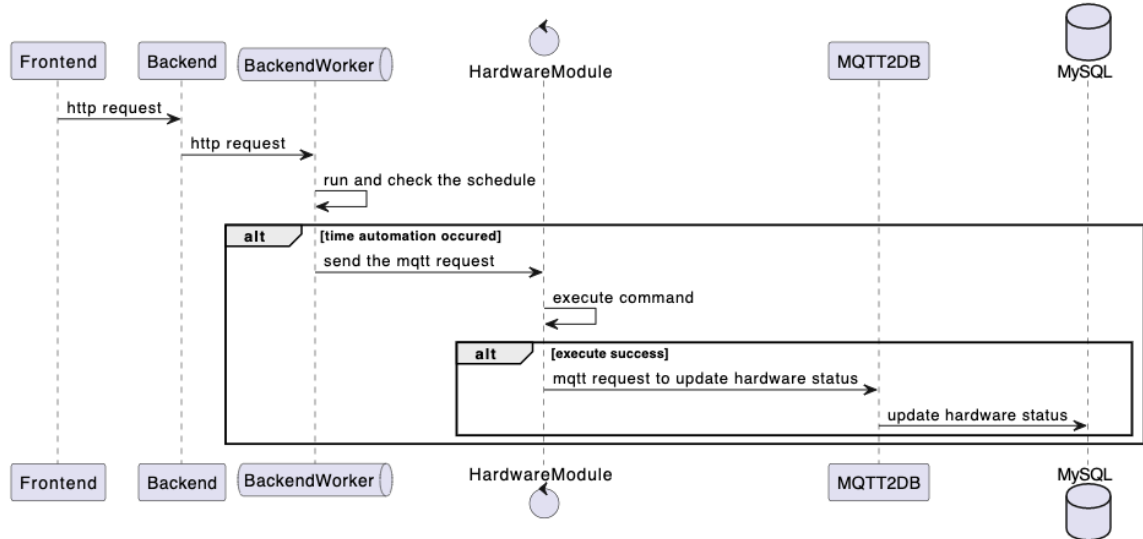 Frontend
Backend
BackendWorker
HardwareModule
MQTT2DB
MySQL
http request
http request
run and check the schedule
alt
[time automation occured]
send the mqtt request
execute command
alt
[execute success]
mqtt request to update hardware status
update hardware status
Frontend
Backend
BackendWorker
HardwareModule
MQTT2DB
MySQL